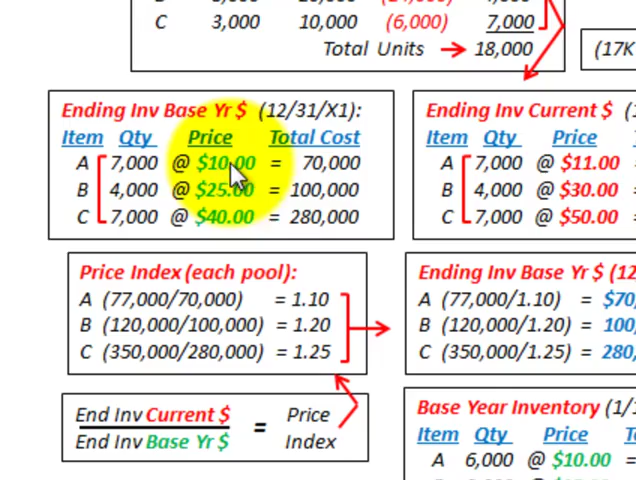 C 3,000 10,000 (6,000) 7,000
Total Units 18,000
(17K
Ending Inv Base Yr $ (12/31/X1):
Item Qty Price Total Cost
A 7,000 @ $10.00 = 70,000
B 4,000 @ $25.00 = 100,000
C 7,000 @ $40.00 = 280,000
Ending Inv Current $ (1
Item Qty Price
A 7,000 @ $11.00 =
B 4,000 @ $30.00 =
C 7,000 @ $50.00 =
Price Index (each pool):
A (77,000/70,000) = 1.10
B (120,000/100,000) = 1.20
C (350,000/280,000) = 1.25
Ending Inv Base Yr $ (12
A (77,000/1.10) = $70,
B (120,000/1.20) = 100,
C (350,000/1.25) = 280,
End Inv Current $ = Price
End Inv Base Yr $ Index
Base Year Inventory (1/
Item Qty Price T
A 6,000 @ $10.00 =